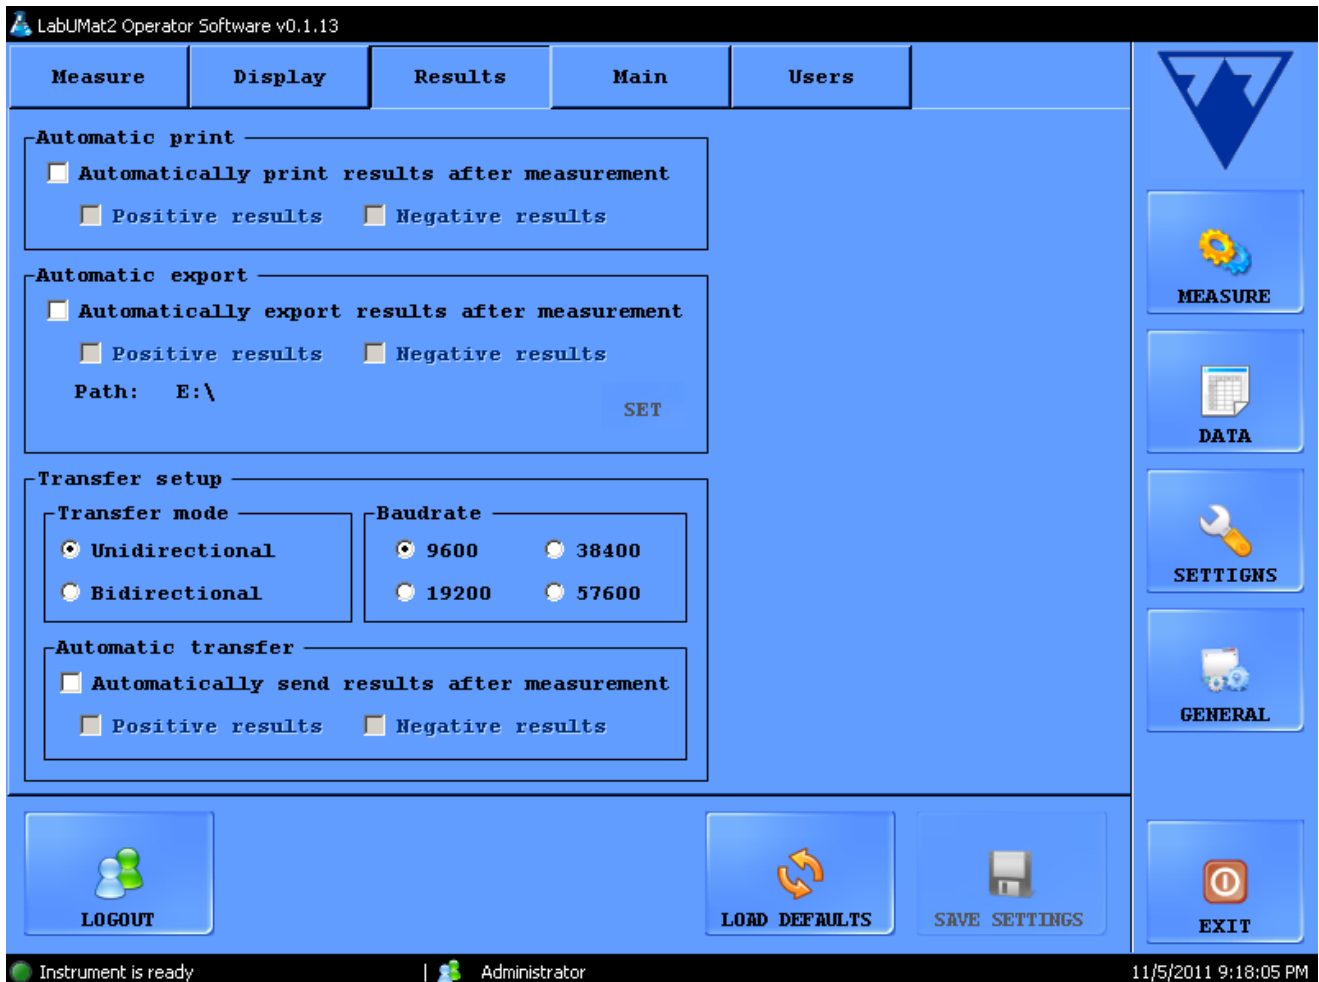 LabUMat2 Operator Software v0.1.13
Measure Display Results Main Users
Automatic print
Automatically print results after measurement
Positive results Negative results
Automatic export
Automatically export results after measurement
Positive results Negative results
Path: E:\
SET
Transfer setup
Transfer mode Baudrate
Unidirectional 9600 38400
Bidirectional 19200 57600
Automatic transfer
Automatically send results after measurement
Positive results Negative results
MEASURE
DATA
SETTIGNS
GENERAL
LOGOUT LOAD DEFAULTS SAVE SETTINGS EXIT
Instrument is ready | Administrator 11/5/2011 9:18:05 PM